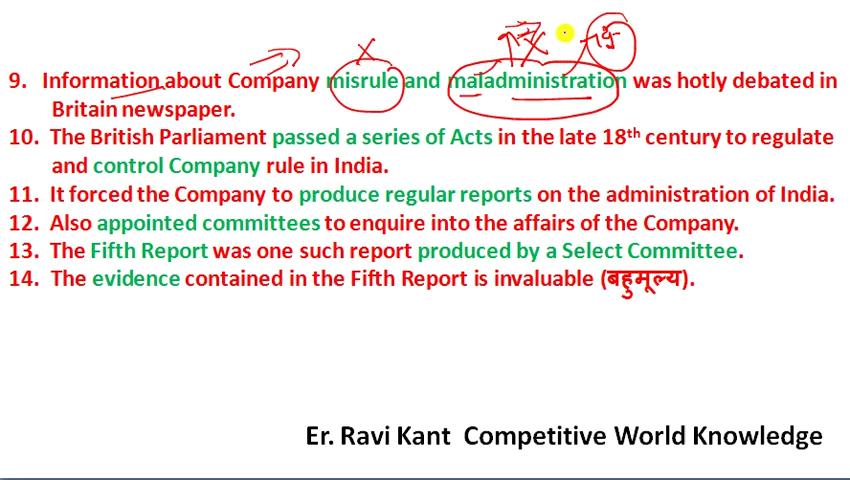 9. Information about Company misrule and maladministration was hotly debated in
Britain newspaper.
10. The British Parliament passed a series of Acts in the late 18th century to regulate
and control Company rule in India.
11. It forced the Company to produce regular reports on the administration of India.
12. Also appointed committees to enquire into the affairs of the Company.
13. The Fifth Report was one such report produced by a Select Committee.
14. The evidence contained in the Fifth Report is invaluable (बहुमूल्य).
Er. Ravi Kant Competitive World Knowledge